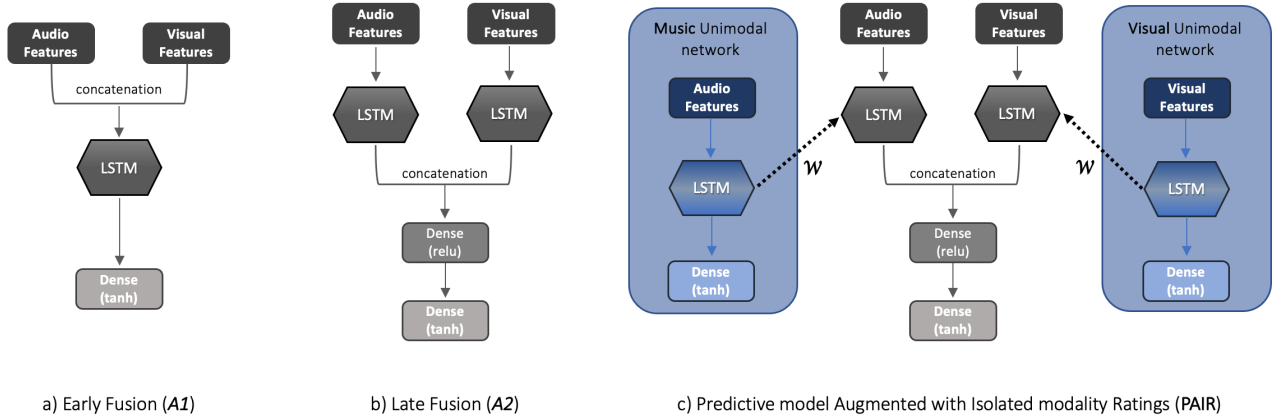 Audio
Features
Visual
Features
concatenation
LSTM
Dense
(tanh)
a) Early Fusion (A1)
Audio
Features
Visual
Features
LSTM
LSTM
concatenation
Dense
(relu)
Dense
(tanh)
b) Late Fusion (A2)
Music Unimodal
network
Audio
Features
LSTM
Dense
(tanh)
w
Audio
Features
Visual
Features
LSTM
LSTM
concatenation
Dense
(relu)
Dense
(tanh)
w
Visual Unimodal
network
Visual
Features
LSTM
Dense
(tanh)
c) Predictive model Augmented with Isolated modality Ratings (PAIR)